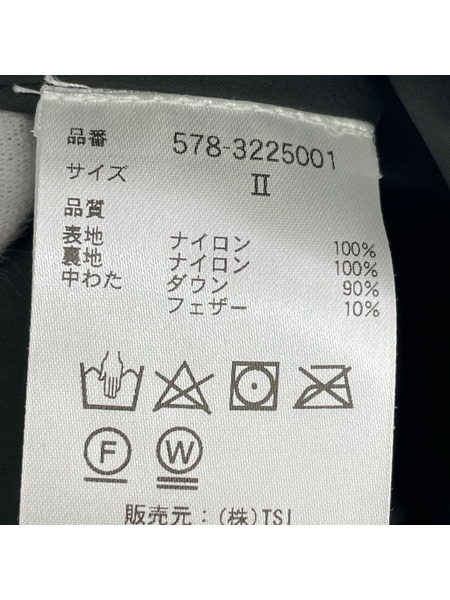 品番 578-3225001
サイズ Ⅱ
品質
表地 ナイロン 100%
裏地 ナイロン 100%
中わた ダウン 90%
フェザー 10%
F W
販売元：(株)TSI